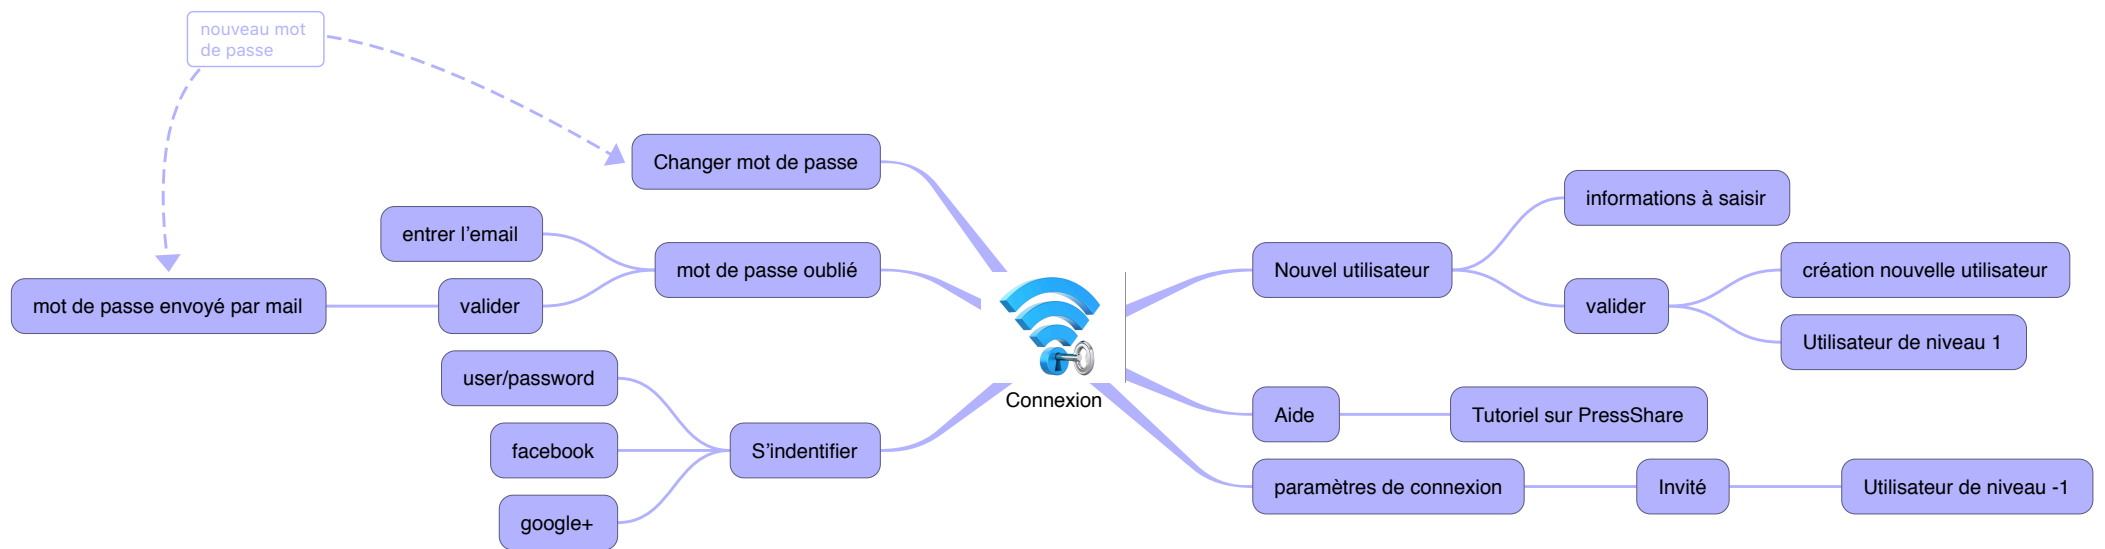 nouveau mot
de passe
Changer mot de passe
entrer l'email
mot de passe oublié
mot de passe envoyé par mail
valider
user/password
facebook
S'indentifier
google+
Connexion
Nouvel utilisateur
informations à saisir
valider
création nouvelle utilisateur
Utilisateur de niveau 1
Aide
Tutoriel sur PressShare
paramètres de connexion
Invité
Utilisateur de niveau -1